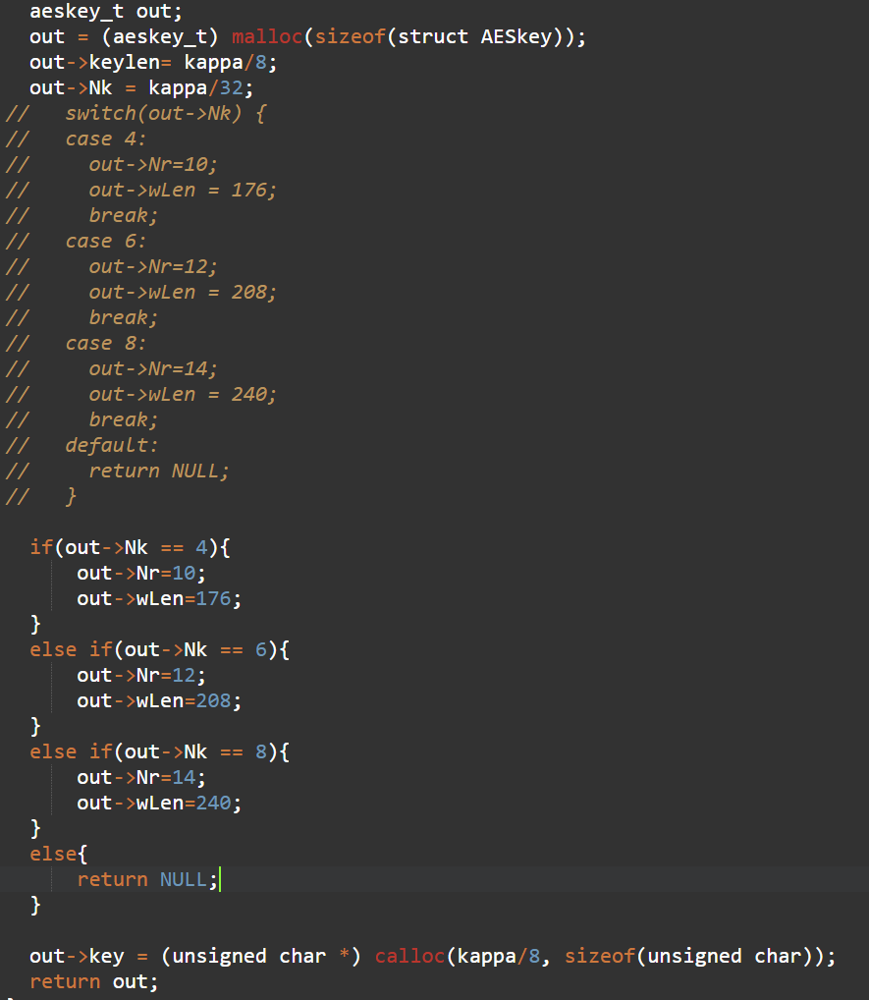 aeskey_t out;
out = (aeskey_t) malloc(sizeof(struct AESkey));
out->keylen= kappa/8;
out->Nk = kappa/32;
//   switch(out->Nk) {
//   case 4:
//     out->Nr=10;
//     out->wLen = 176;
//     break;
//   case 6:
//     out->Nr=12;
//     out->wLen = 208;
//     break;
//   case 8:
//     out->Nr=14;
//     out->wLen = 240;
//     break;
//   default:
//     return NULL;
//   }
if(out->Nk == 4){
    out->Nr=10;
    out->wLen=176;
}
else if(out->Nk == 6){
    out->Nr=12;
    out->wLen=208;
}
else if(out->Nk == 8){
    out->Nr=14;
    out->wLen=240;
}
else{
    return NULL;
}
out->key = (unsigned char *) calloc(kappa/8, sizeof(unsigned char));
return out;